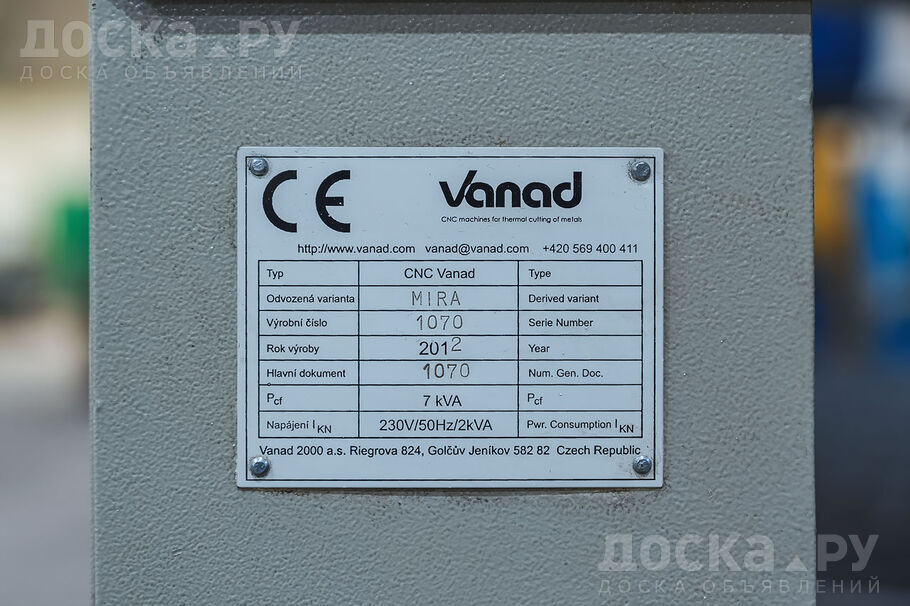 ДОСКА.РУ
ДОСКА ОБЪЯВЛЕНИЙ
CE Vanad
CNC machines for thermal cutting of metals
http://www.vanad.com vanad@vanad.com +420 569 400 411
Typ CNC Vanad Type
Odvozená varianta MIRA Derived variant
Výrobní číslo 1070 Serie Number
Rok výroby 2012 Year
Hlavní dokument 1070 Num. Gen. Doc.
Pcf 7 kVA Pcf
Napájení IKN 230V/50Hz/2kVA Pwr. Consumption IKN
Vanad 2000 a.s. Riegrova 824, Golčův Jeníkov 582 82 Czech Republic
ДОСКА.РУ
ДОСКА ОБЪЯВЛЕНИЙ